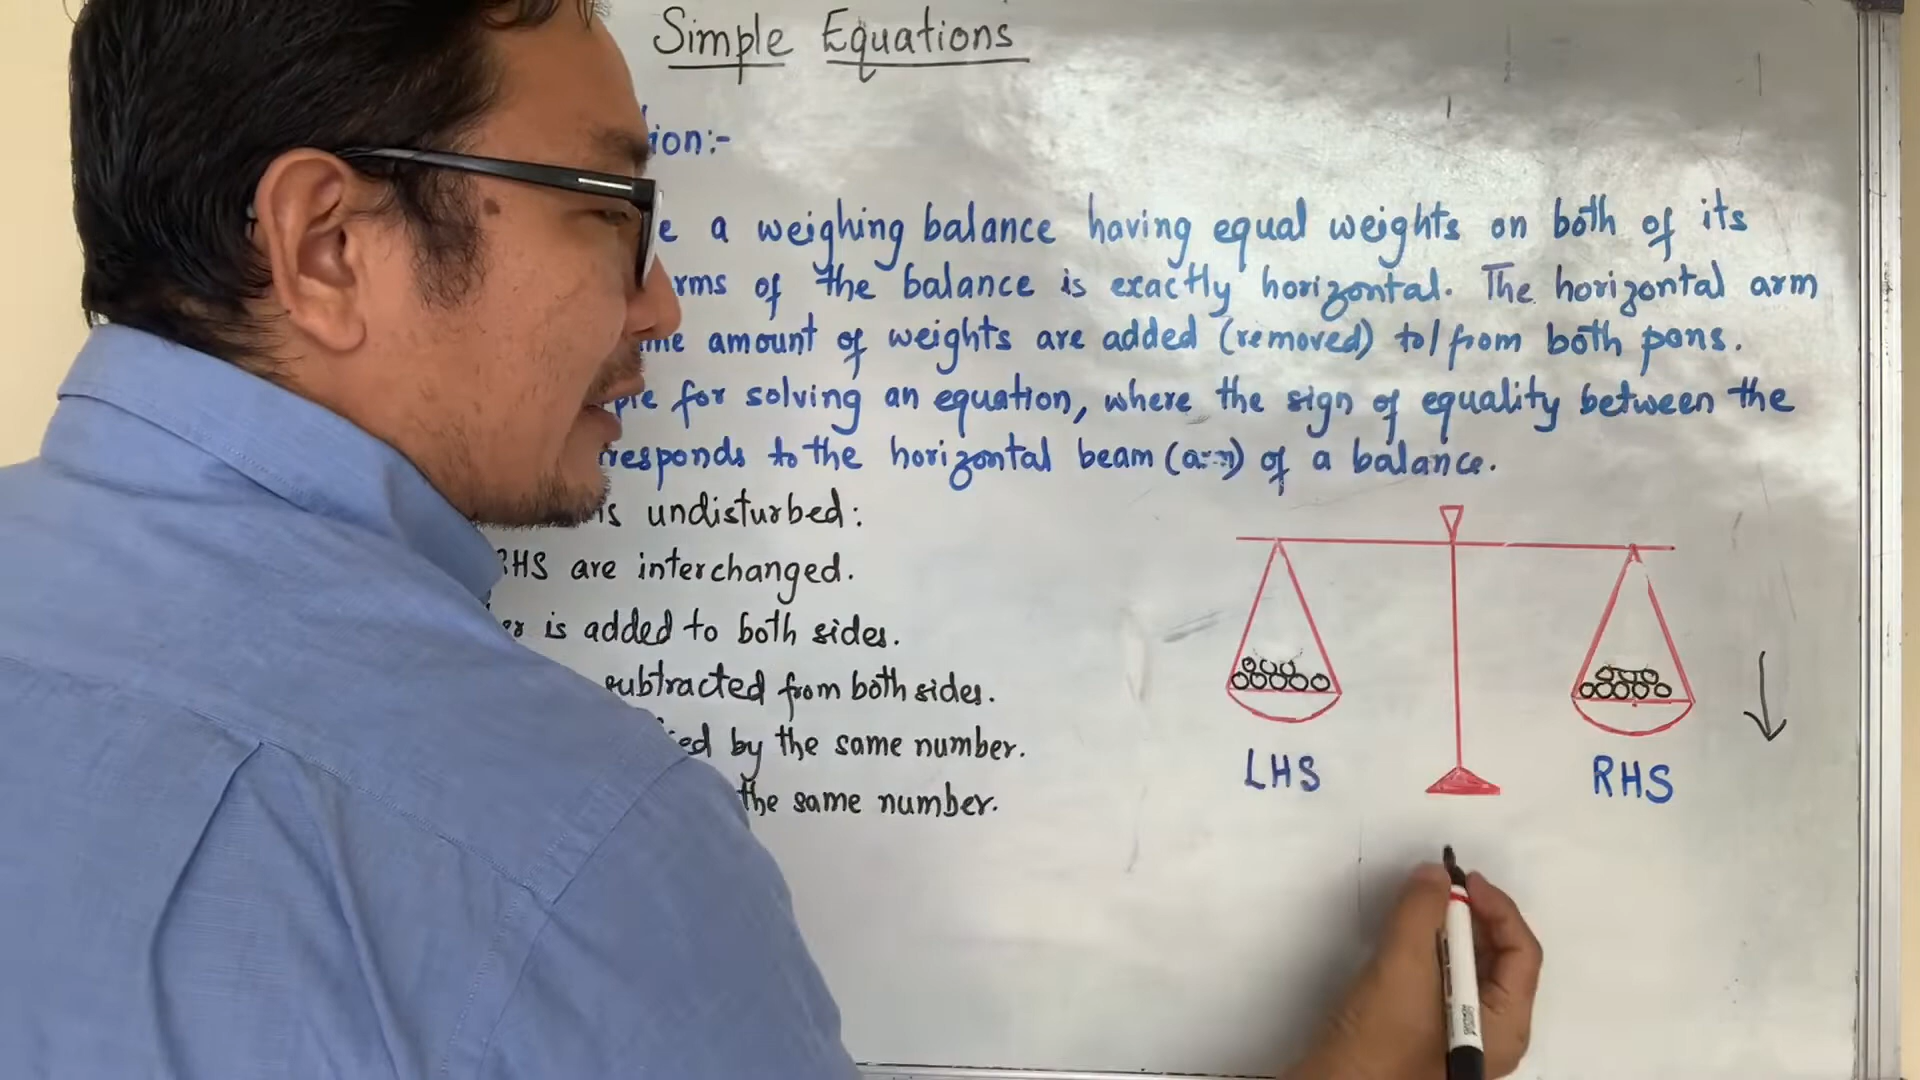 Simple Equations
ion:-
e a weighing balance having equal weights on both of its
rms of the balance is exactly horizontal. The horizontal arm
me amount of weights are added (removed) to/from both pans.
ple for solving an equation, where the sign of equality between the
responds to the horizontal beam (arm) of a balance.
is undisturbed:
RHS are interchanged.
er is added to both sides.
subtracted from both sides.
ied by the same number.
the same number.
LHS RHS